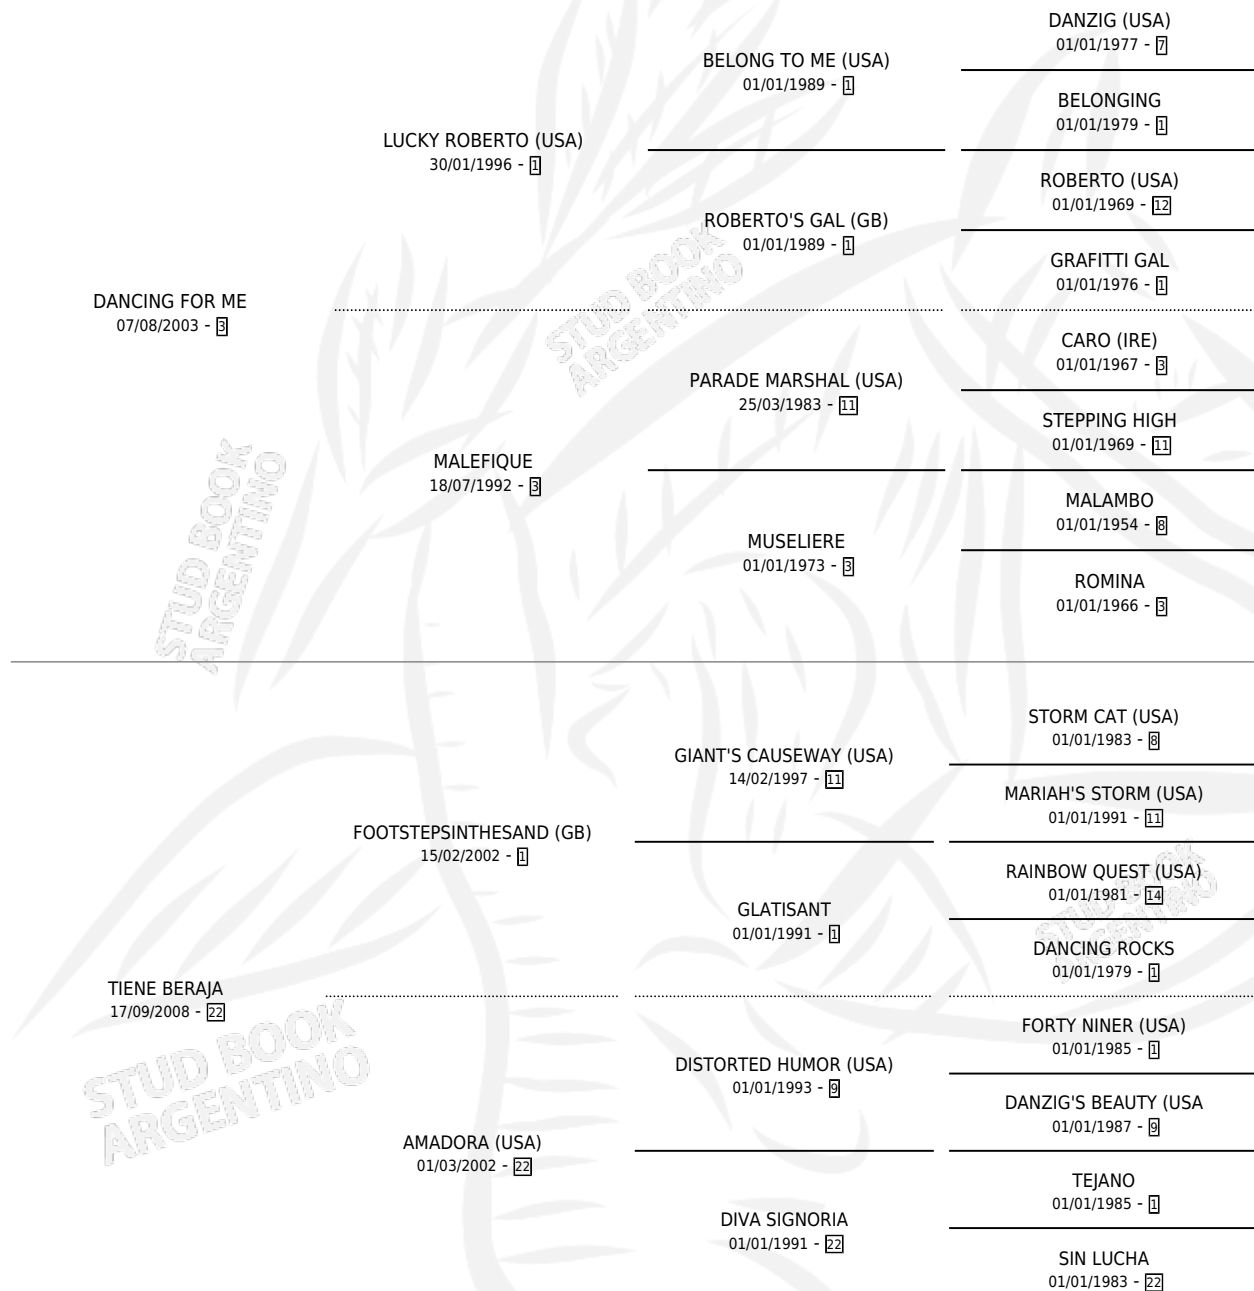 DANZIG (USA)
01/01/1977 - 7
BELONG TO ME (USA)
01/01/1989 - 1
BELONGING
01/01/1979 - 1
LUCKY ROBERTO (USA)
30/01/1996 - 1
ROBERTO (USA)
01/01/1969 - 12
ROBERTO'S GAL (GB)
01/01/1989 - 1
GRAFITTI GAL
01/01/1976 - 1
DANCING FOR ME
07/08/2003 - 3
CARO (IRE)
01/01/1967 - 3
PARADE MARSHAL (USA)
25/03/1983 - 11
STEPPING HIGH
01/01/1969 - 11
MALEFIQUE
18/07/1992 - 3
MALAMBO
01/01/1954 - 8
MUSELIERE
01/01/1973 - 3
ROMINA
01/01/1966 - 3
STUD BOOK
ARGENTINO
STUD BOOK
ARGENTINO
STORM CAT (USA)
01/01/1983 - 8
GIANT'S CAUSEWAY (USA)
14/02/1997 - 11
MARIAH'S STORM (USA)
01/01/1991 - 11
FOOTSTEPSINTHESAND (GB)
15/02/2002 - 1
RAINBOW QUEST (USA)
01/01/1981 - 14
GLATISANT
01/01/1991 - 1
DANCING ROCKS
01/01/1979 - 1
STUD BOOK
ARGENTINO
TIENE BERAJA
17/09/2008 - 22
FORTY NINER (USA)
01/01/1985 - 1
DISTORTED HUMOR (USA)
01/01/1993 - 9
DANZIG'S BEAUTY (USA
01/01/1987 - 9
AMADORA (USA)
01/03/2002 - 22
TEJANO
01/01/1985 - 1
DIVA SIGNORIA
01/01/1991 - 22
SIN LUCHA
01/01/1983 - 22
STUD BOOK
ARGENTINO